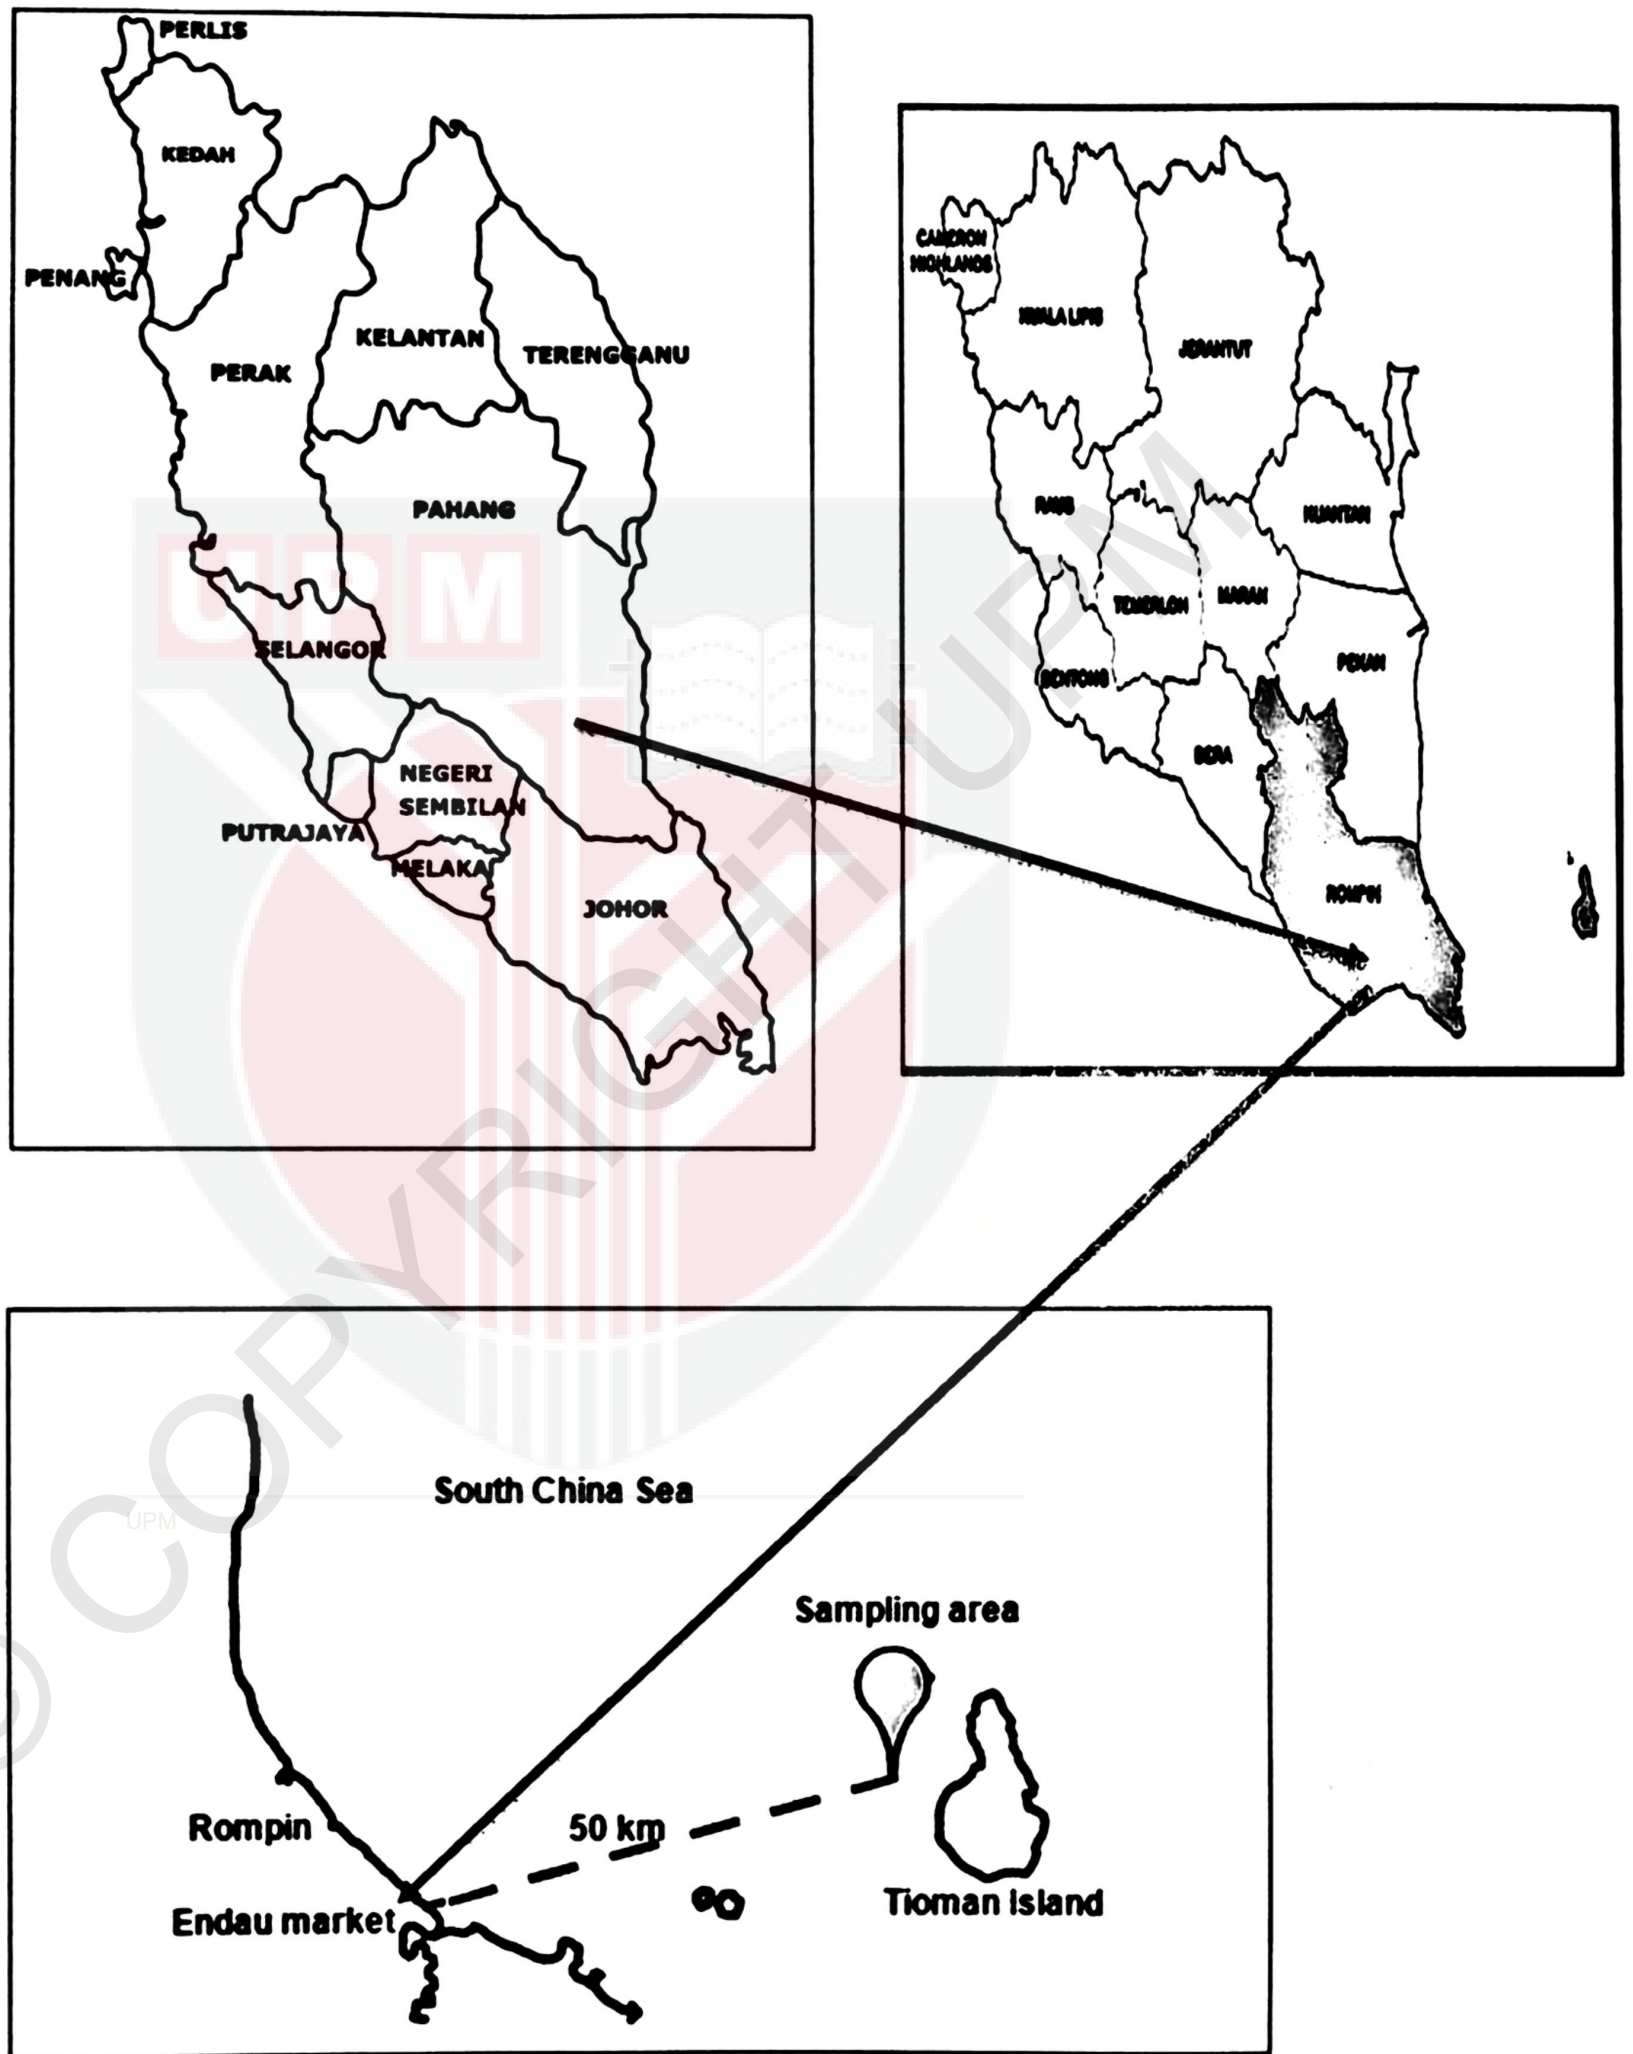 PERLIS
KEDAH
PENANG
PERAK
KELANTAN
TERENGGANU
PAHANG
SELANGOR
NEGERI
SEMBILAN
PUTRAJAYA
MELAKA
JOHOR
CAMERON
HIGHLANDS
KUALA LIPIS
JERANTUT
RAUB
KUANTAN
TEMERLOH
MARAN
BENTONG
PEKAN
BERA
ROMPIN
UPM
© COPYRIGHT UPM
UPM
South China Sea
Sampling area
Rompin
50 km
Endau market
Tioman Island